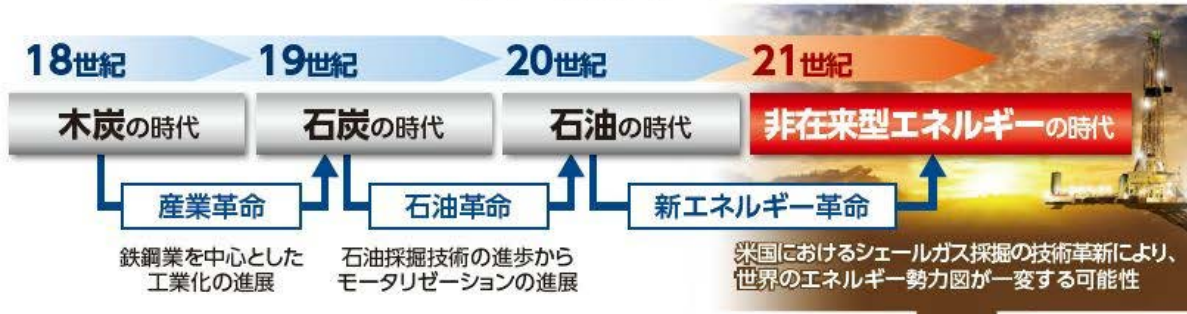 18世紀
19世紀
20世紀
21世紀
木炭の時代
石炭の時代
石油の時代
非在来型エネルギーの時代
産業革命
石油革命
新エネルギー革命
鉄鋼業を中心とした
工業化の進展
石油採掘技術の進歩から
モータリゼーションの進展
米国におけるシェールガス採掘の技術革新により、
世界のエネルギー勢力図が一変する可能性